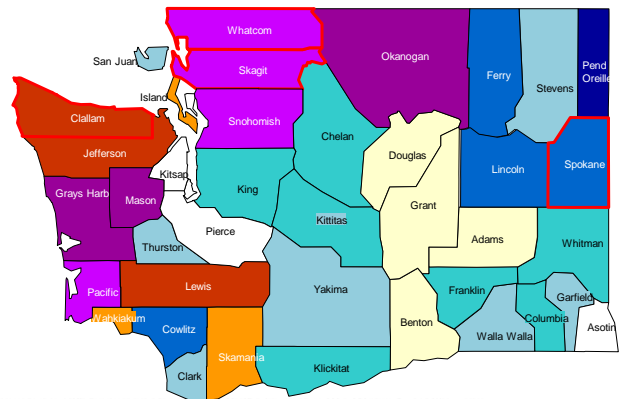 Whatcom
San Juan
Skagit
Okanogan
Ferry
Stevens
Pend
Oreille
Island
Clallam
Snohomish
Chelan
Jefferson
Douglas
Lincoln
Spokane
Kitsap
Grays Harb
Mason
King
Grant
Kittitas
Pierce
Thurston
Adams
Whitman
Pacific
Lewis
Yakima
Franklin
Garfield
Wahkiakum
Cowlitz
Benton
Columbia
Asotin
Walla Walla
Skamania
Clark
Klickitat